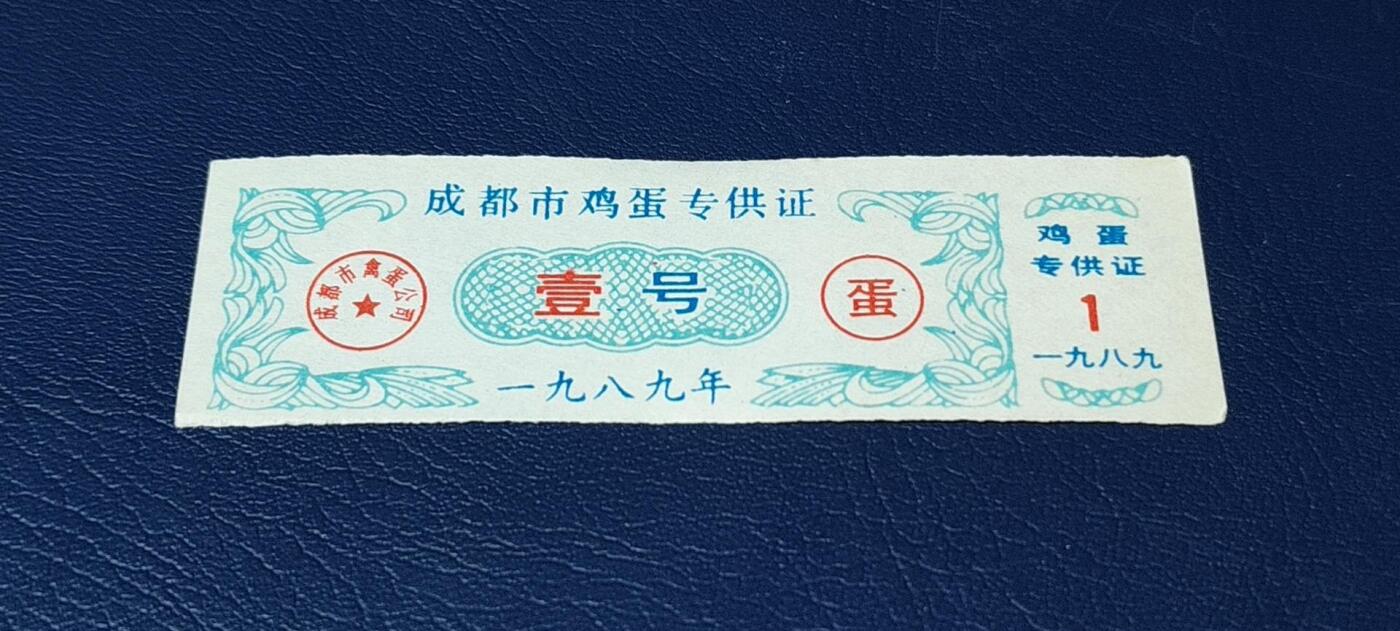 成都市鸡蛋专供证
成都市禽蛋公司
壹号
蛋
一九八九年
鸡蛋
专供证
1
一九八九